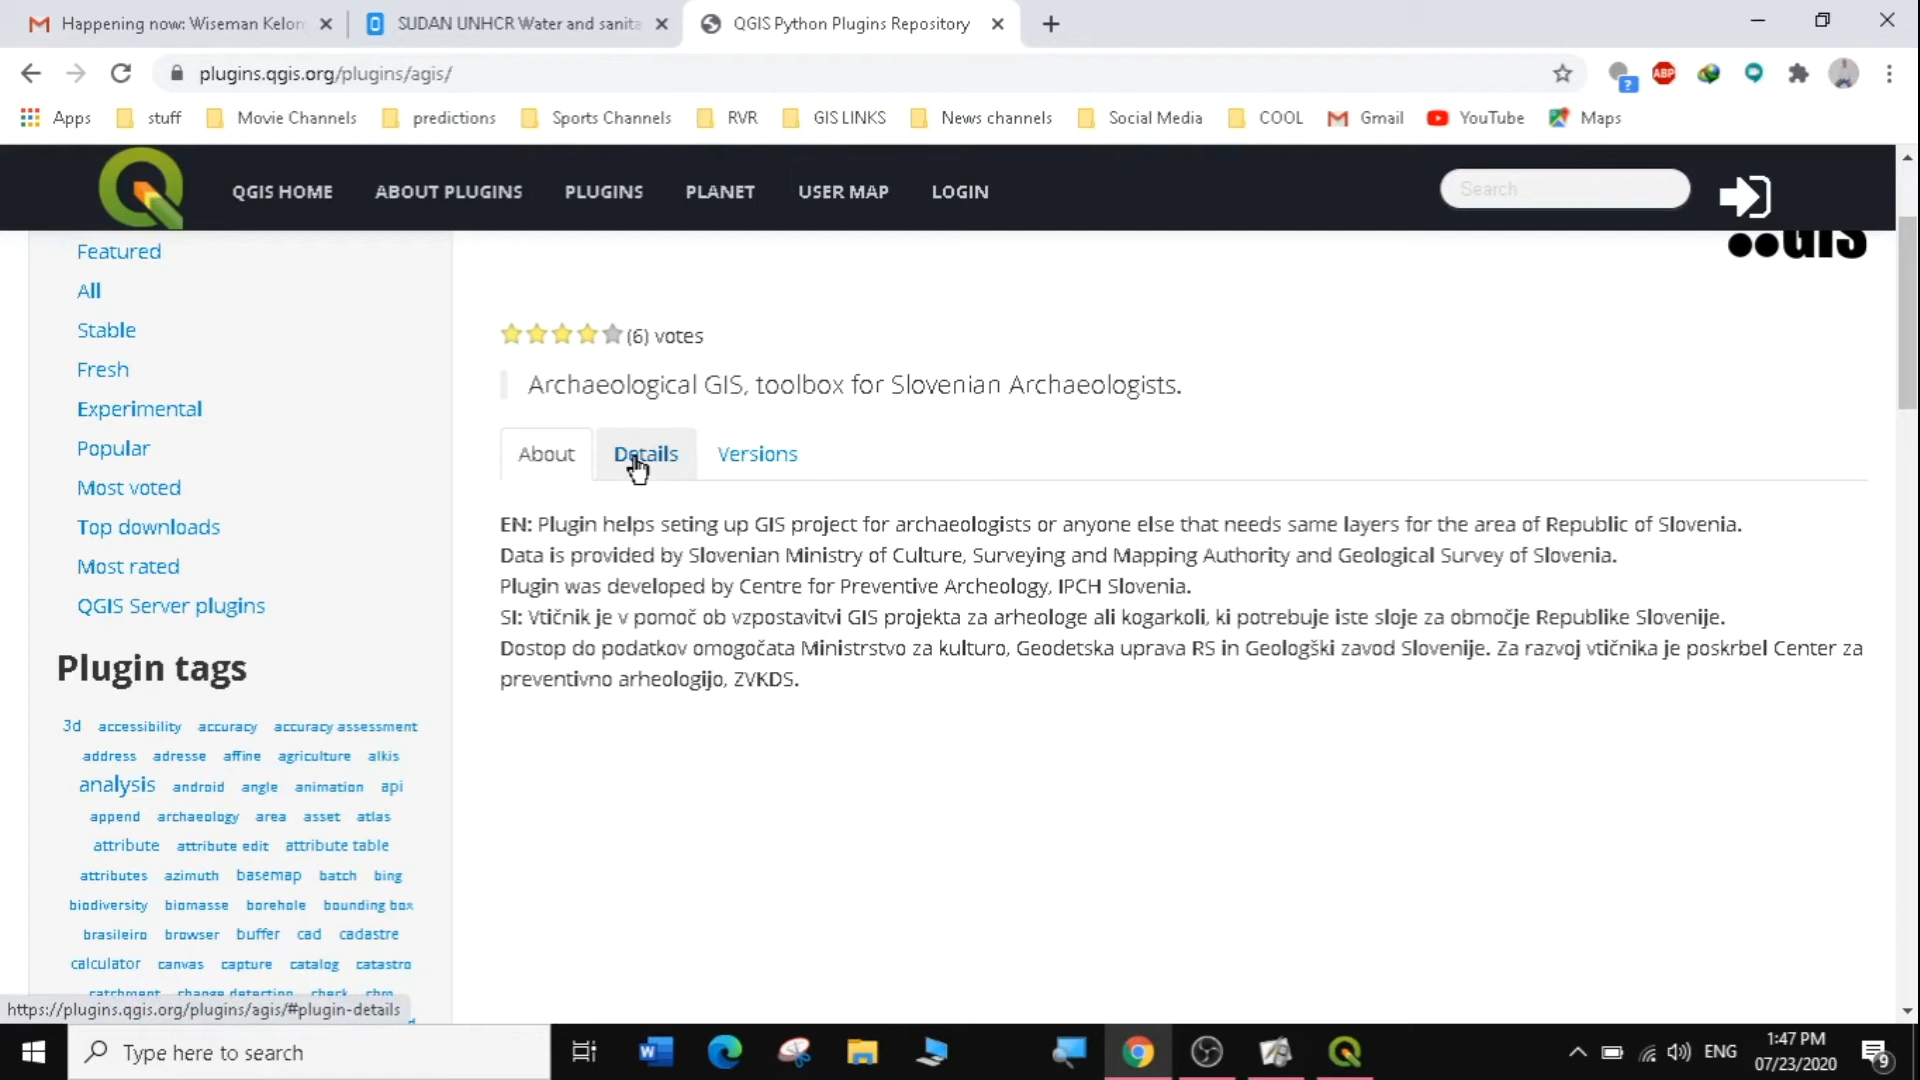 Happening now: Wiseman Kelon
SUDAN UNHCR Water and sanita
QGIS Python Plugins Repository
plugins.qgis.org/plugins/agis/
ABP
?
Apps
stuff
Movie Channels
predictions
Sports Channels
RVR
GIS LINKS
News channels
Social Media
COOL
Gmail
YouTube
Maps
QGIS HOME
ABOUT PLUGINS
PLUGINS
PLANET
USER MAP
LOGIN
Search
GIS
Featured
All
Stable
Fresh
Experimental
Popular
Most voted
Top downloads
Most rated
QGIS Server plugins
Plugin tags
3d accessibility accuracy accuracy assessment
address adresse affine agriculture alkis
analysis android angle animation api
append archaeology area asset atlas
attribute attribute edit attribute table
attributes azimuth basemap batch bing
biodiversity biomasse borehole bounding box
brasileiro browser buffer cad cadastre
calculator canvas capture catalog catastro
catchment change detection check chm
(6) votes
Archaeological GIS, toolbox for Slovenian Archaeologists.
About
Details
Versions
EN: Plugin helps seting up GIS project for archaeologists or anyone else that needs same layers for the area of Republic of Slovenia.
Data is provided by Slovenian Ministry of Culture, Surveying and Mapping Authority and Geological Survey of Slovenia.
Plugin was developed by Centre for Preventive Archeology, IPCH Slovenia.
SI: Vtičnik je v pomoč ob vzpostavitvi GIS projekta za arheologe ali kogarkoli, ki potrebuje iste sloje za območje Republike Slovenije.
Dostop do podatkov omogočata Ministrstvo za kulturo, Geodetska uprava RS in Geologški zavod Slovenije. Za razvoj vtičnika je poskrbel Center za
preventivno arheologijo, ZVKDS.
https://plugins.qgis.org/plugins/agis/#plugin-details
Type here to search
ENG
1:47 PM
07/23/2020
9